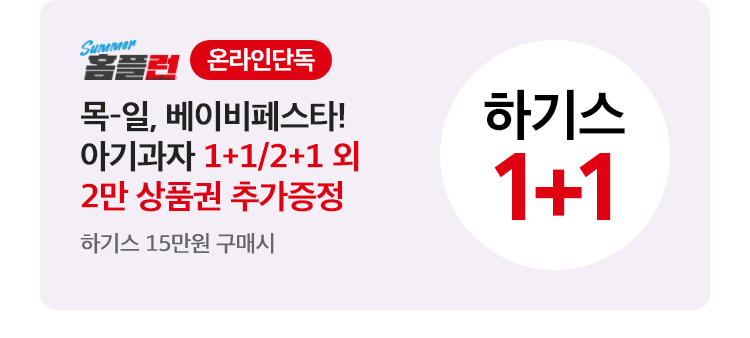 Summer
홈플런 온라인단독
목-일, 베이비페스타!
아기과자 1+1/2+1 외
2만 상품권 추가증정
하기스 15만원 구매시
하기스
1+1